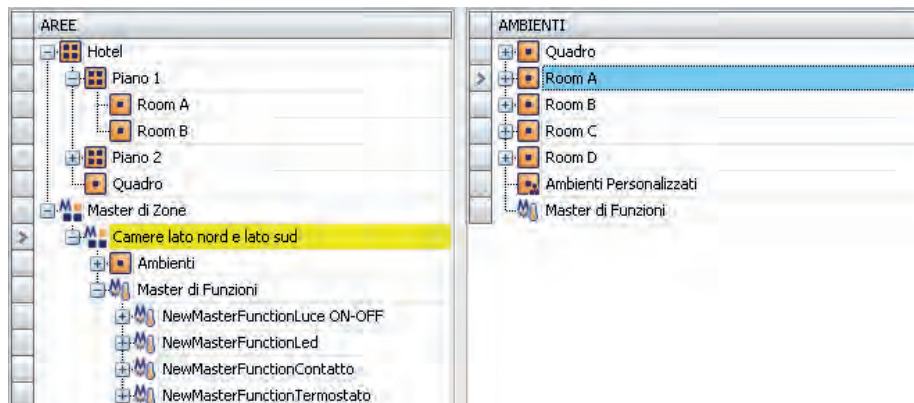 AREE
Hotel
Piano 1
Room A
Room B
Piano 2
Quadro
Master di Zone
Camere lato nord e lato sud
Ambienti
Master di Funzioni
NewMasterFunctionLuce ON-OFF
NewMasterFunctionLed
NewMasterFunctionContatto
NewMasterFunctionTermostato
AMBIENTI
Quadro
Room A
Room B
Room C
Room D
Ambienti Personalizzati
Master di Funzioni